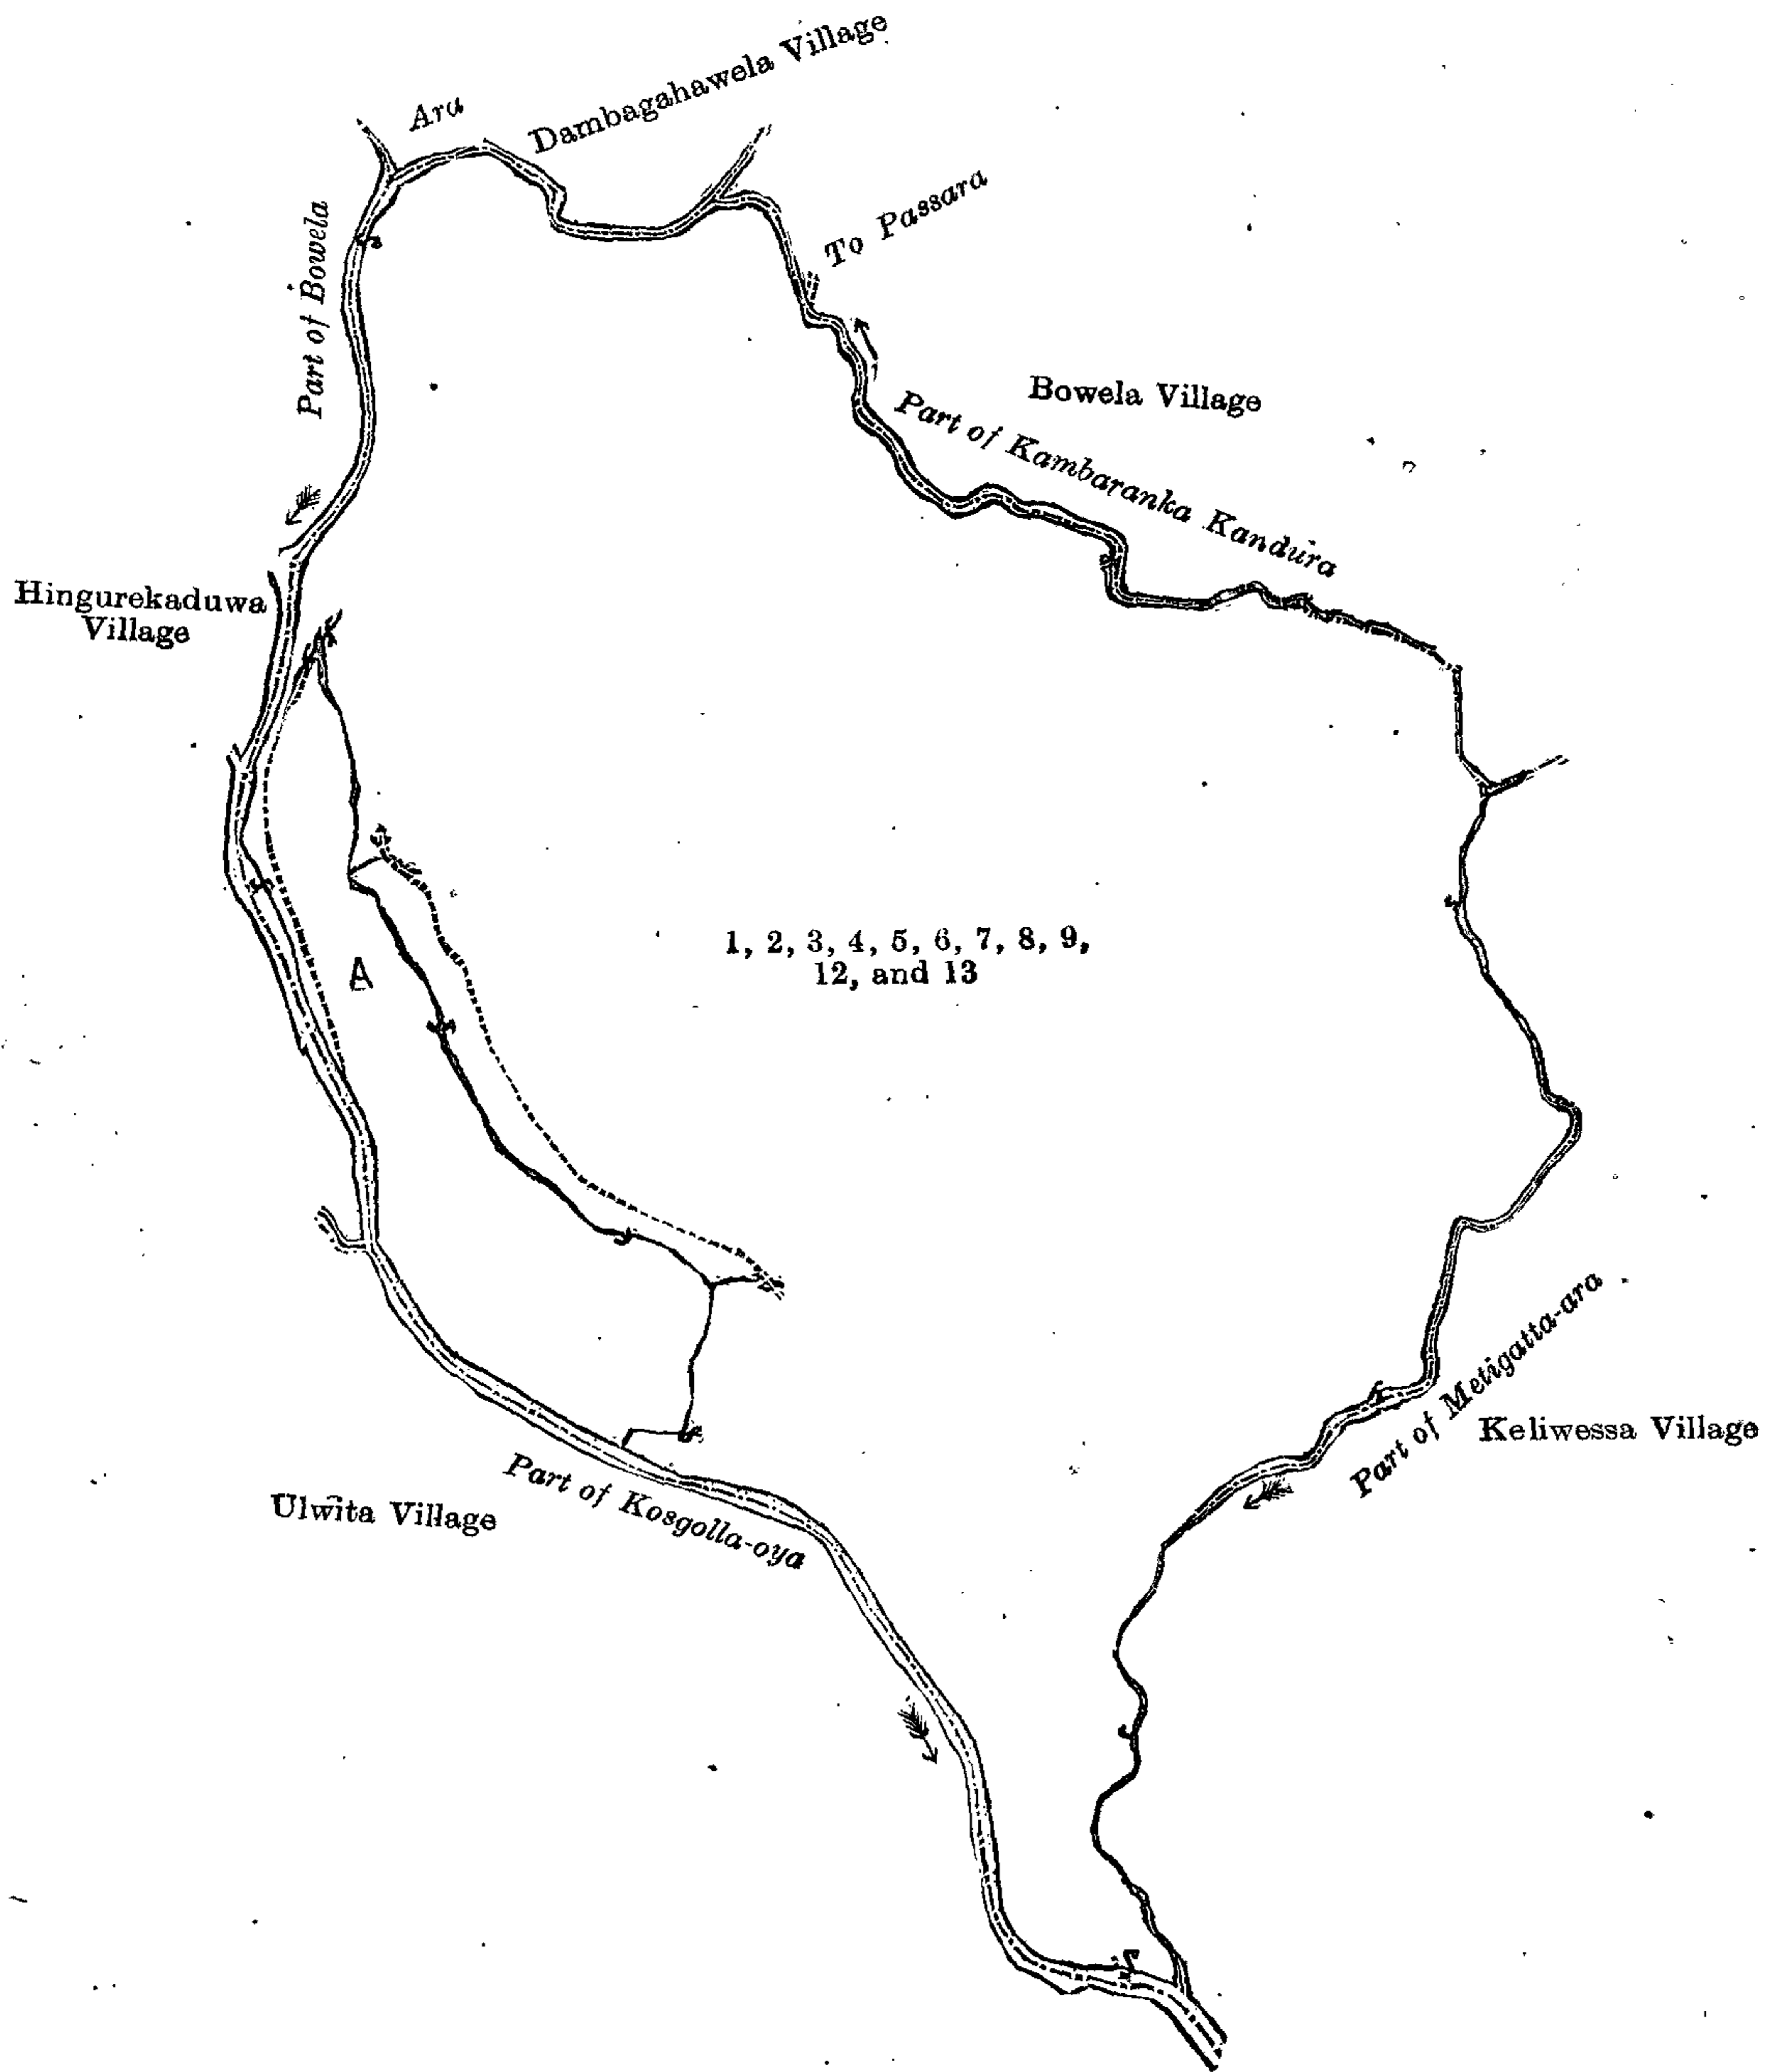 Ara
Dambagahawela Village
Part of Bowela
To Passara
Bowela Village
Part of Kambaranka Kandura
Hingurekaduwa
Village
1, 2, 3, 4, 5, 6, 7, 8, 9,
12, and 13
A
Part of Metigatta-ara
Keliwessa Village
Ulwita Village
Part of Kosgolla-oya